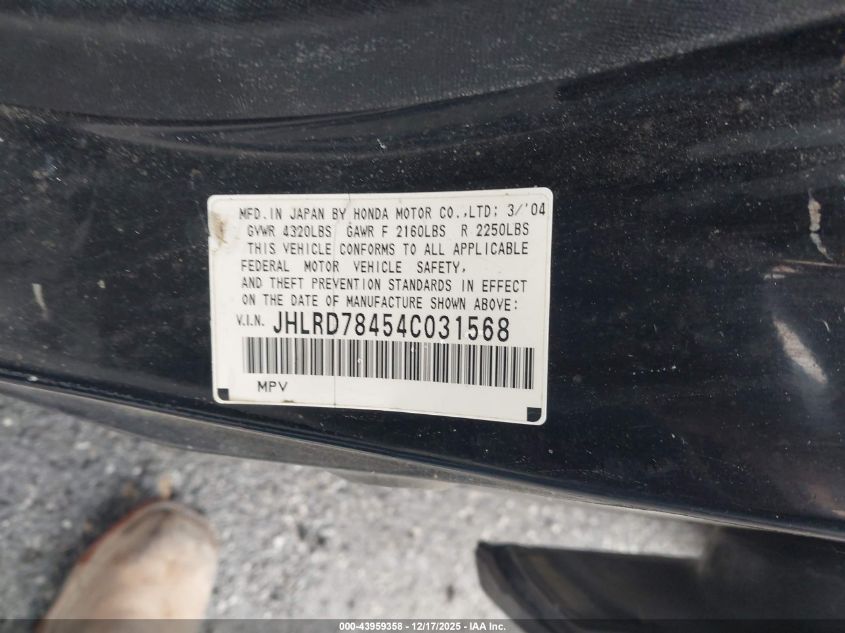 MFD.IN JAPAN BY HONDA MOTOR CO.,LTD: 3/'04
GVWR 4320LBS GAWR F 2160LBS R 2250LBS
THIS VEHICLE CONFORMS TO ALL APPLICABLE
FEDERAL MOTOR VEHICLE SAFETY,
AND THEFT PREVENTION STANDARDS IN EFFECT
ON THE DATE OF MANUFACTURE SHOWN ABOVE:
V.I.N. JHLRD78454C031568
MPV
000-43959358 - 12/17/2025 - IAA Inc.